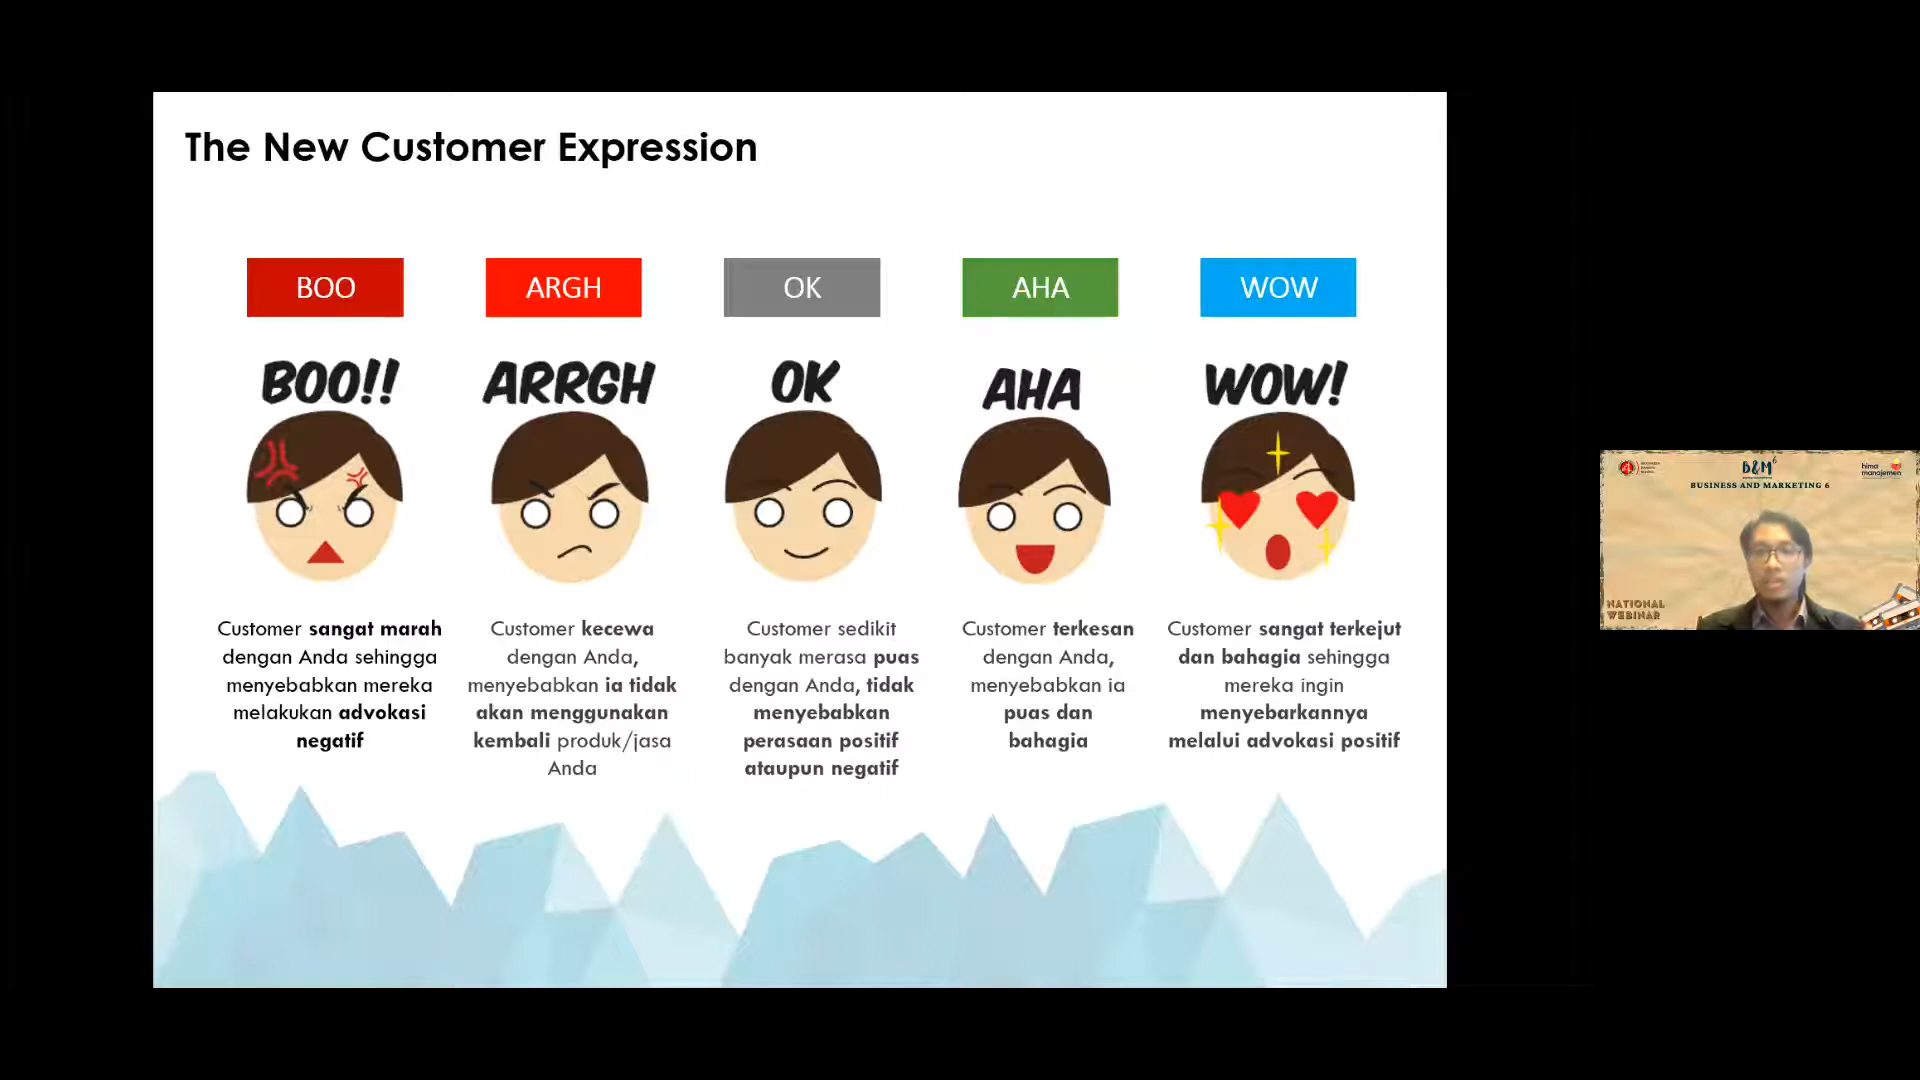 The New Customer Expression
BOO
ARGH
OK
AHA
WOW
BOO!!
ARRGH
OK
AHA
WOW!
Customer sangat marah
dengan Anda sehingga
menyebabkan mereka
melakukan advokasi
negatif
Customer kecewa
dengan Anda,
menyebabkan ia tidak
akan menggunakan
kembali produk/jasa
Anda
Customer sedikit
banyak merasa puas
dengan Anda, tidak
menyebabkan
perasaan positif
ataupun negatif
Customer terkesan
dengan Anda,
menyebabkan ia
puas dan
bahagia
Customer sangat terkejut
dan bahagia sehingga
mereka ingin
menyebarkannya
melalui advokasi positif
B&M6
BUSINESS AND MARKETING 6
hima
manajemen
NATIONAL
WEBINAR